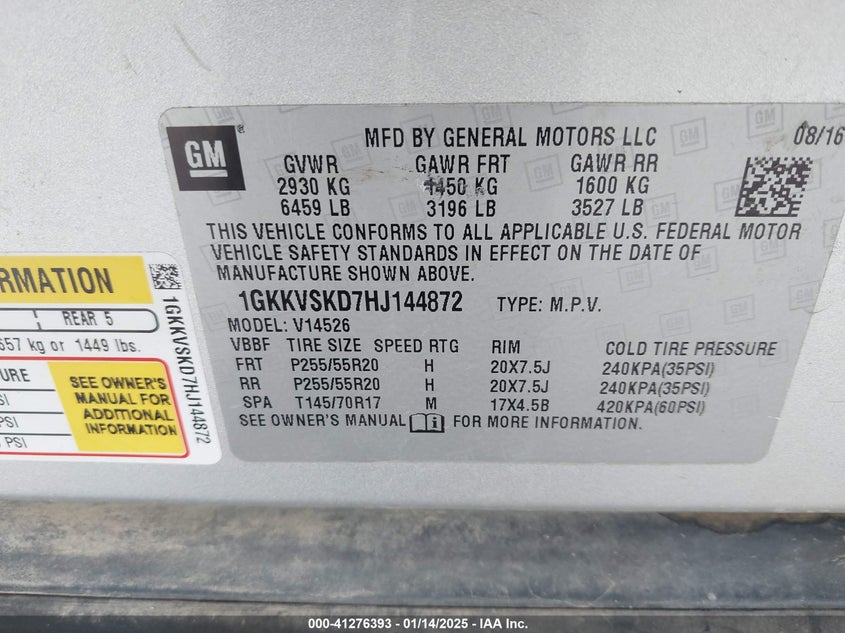 GM ®
MFD BY GENERAL MOTORS LLC 08/16
GVWR GAWR FRT GAWR RR
2930 KG 1450 KG 1600 KG
6459 LB 3196 LB 3527 LB
THIS VEHICLE CONFORMS TO ALL APPLICABLE U.S. FEDERAL MOTOR
VEHICLE SAFETY STANDARDS IN EFFECT ON THE DATE OF
MANUFACTURE SHOWN ABOVE.
1GKKVSKD7HJ144872 TYPE: M.P.V.
MODEL: V14526
VBBF TIRE SIZE SPEED RTG RIM COLD TIRE PRESSURE
FRT P255/55R20 H 20X7.5J 240KPA(35PSI)
RR P255/55R20 H 20X7.5J 240KPA(35PSI)
SPA T145/70R17 M 17X4.5B 420KPA(60PSI)
SEE OWNER'S MANUAL FOR MORE INFORMATION.
RMATION
REAR 5
657 kg or 1449 lbs.
URE
SI
PSI
PSI
SEE OWNER'S
MANUAL FOR
ADDITIONAL
INFORMATION
1GKKVSKD7HJ144872
000-41276393 - 01/14/2025 - IAA Inc.